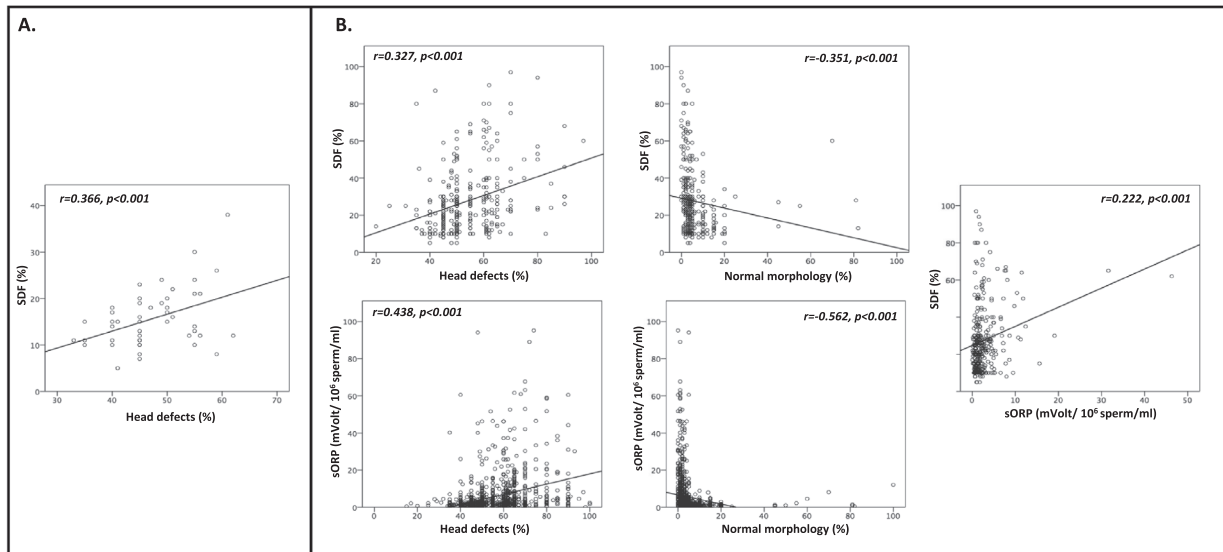 A.
r=0.366, p<0.001
SDF (%)
40
30
20
10
0
30 40 50 60 70
Head defects (%)
B.
r=0.327, p<0.001
SDF (%)
100
80
60
40
20
0
20 40 60 80 100
Head defects (%)
r=-0.351, p<0.001
SDF (%)
100
80
60
40
20
0
0 20 40 60 80 100
Normal morphology (%)
r=0.438, p<0.001
sORP (mVolt/ 10⁶ sperm/ml)
100
80
60
40
20
0
0 20 40 60 80 100
Head defects (%)
r=-0.562, p<0.001
sORP (mVolt/ 10⁶ sperm/ml)
100
80
60
40
20
0
0 20 40 60 80 100
Normal morphology (%)
r=0.222, p<0.001
SDF (%)
100
80
60
40
20
0 10 20 30 40 50
sORP (mVolt/ 10⁶ sperm/ml)